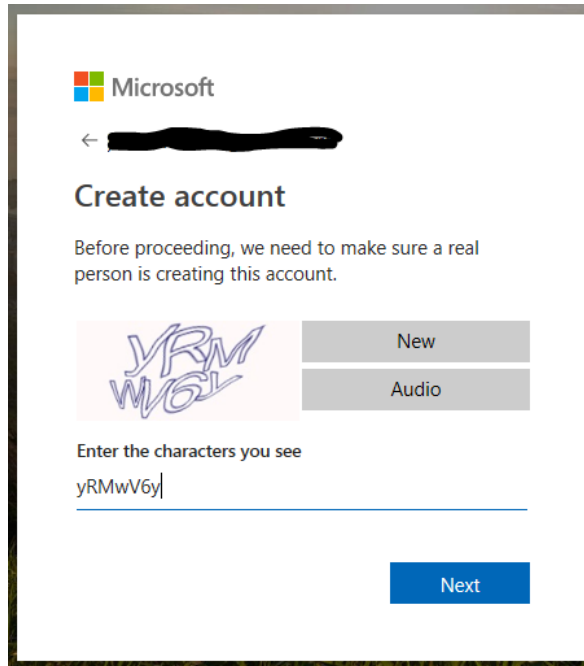 Microsoft
←
Create account
Before proceeding, we need to make sure a real
person is creating this account.
New
Audio
Enter the characters you see
yRMwV6y
Next